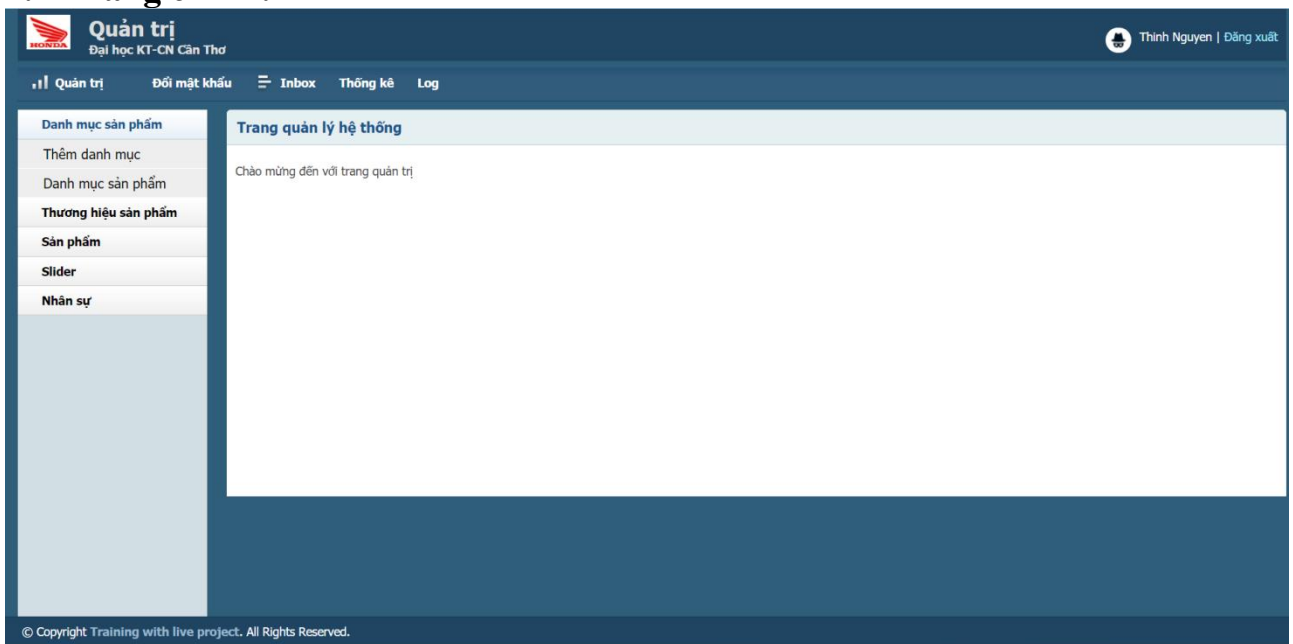 HONDA
Quản trị
Đại học KT-CN Cần Thơ
Thinh Nguyen | Đăng xuất
Quản trị Đổi mật khẩu Inbox Thống kê Log
Danh mục sản phẩm
Thêm danh mục
Danh mục sản phẩm
Thương hiệu sản phẩm
Sản phẩm
Slider
Nhân sự
Trang quản lý hệ thống
Chào mừng đến với trang quản trị
© Copyright Training with live project. All Rights Reserved.